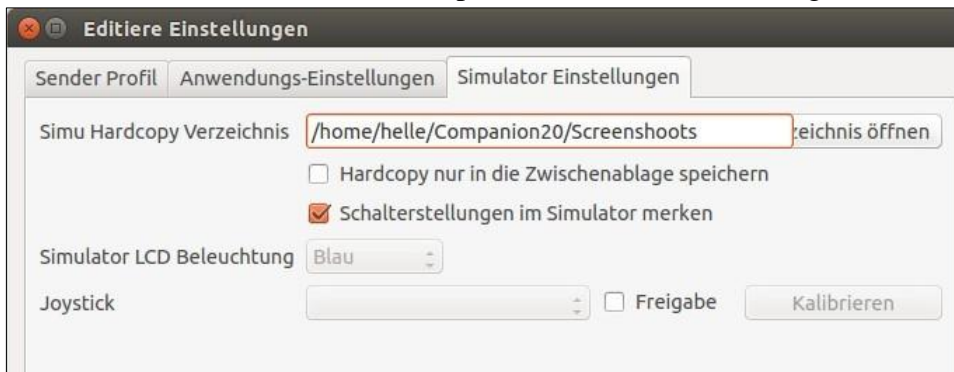 Editiere Einstellungen
Sender Profil Anwendungs-Einstellungen Simulator Einstellungen
Simu Hardcopy Verzeichnis /home/helle/Companion20/Screenshoots zeichnis öffnen
Hardcopy nur in die Zwischenablage speichern
Schalterstellungen im Simulator merken
Simulator LCD Beleuchtung Blau
Joystick Freigabe Kalibrieren